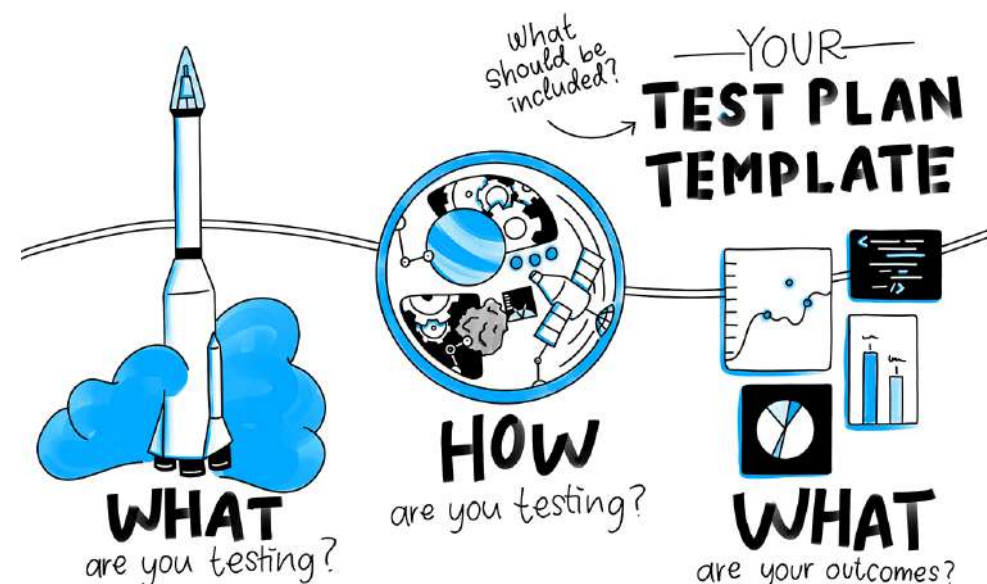 What
should be
included?
YOUR
TEST PLAN
TEMPLATE
WHAT
are you testing?
HOW
are you testing?
WHAT
are your outcomes?